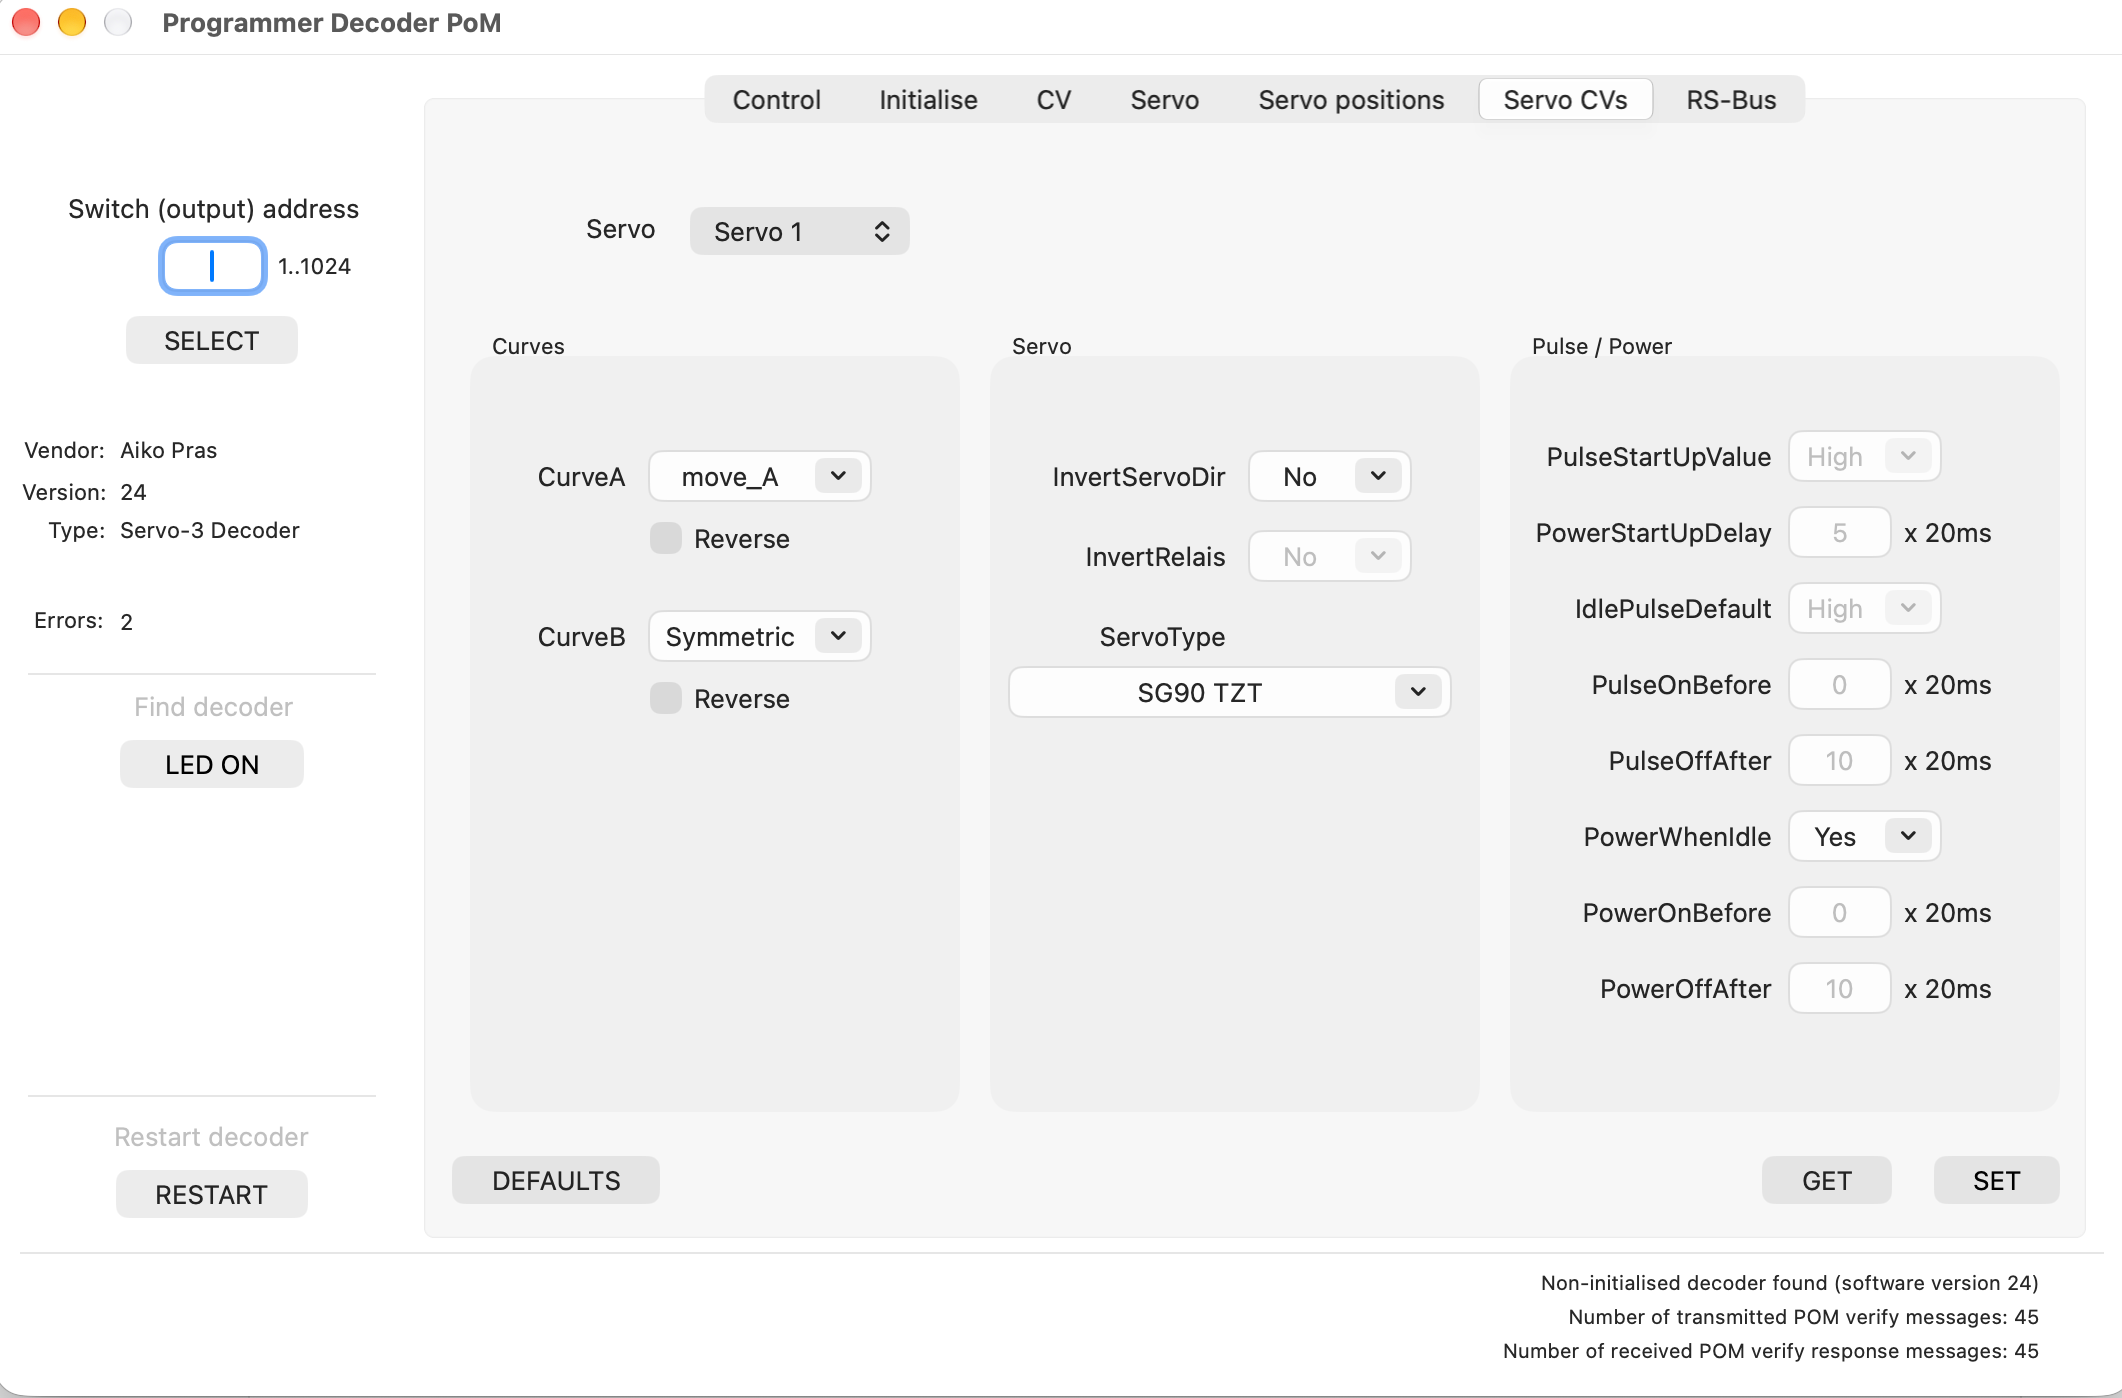 Programmer Decoder PoM
Control Initialise CV Servo Servo positions Servo CVs RS-Bus
Switch (output) address
1..1024
SELECT
Vendor: Aiko Pras
Version: 24
Type: Servo-3 Decoder
Errors: 2
Find decoder
LED ON
Restart decoder
RESTART
Servo Servo 1
Curves
CurveA move_A
Reverse
CurveB Symmetric
Reverse
Servo
InvertServoDir No
InvertRelais No
ServoType
SG90 TZT
Pulse / Power
PulseStartUpValue High
PowerStartUpDelay 5 x 20ms
IdlePulseDefault High
PulseOnBefore 0 x 20ms
PulseOffAfter 10 x 20ms
PowerWhenIdle Yes
PowerOnBefore 0 x 20ms
PowerOffAfter 10 x 20ms
DEFAULTS GET SET
Non-initialised decoder found (software version 24)
Number of transmitted POM verify messages: 45
Number of received POM verify response messages: 45